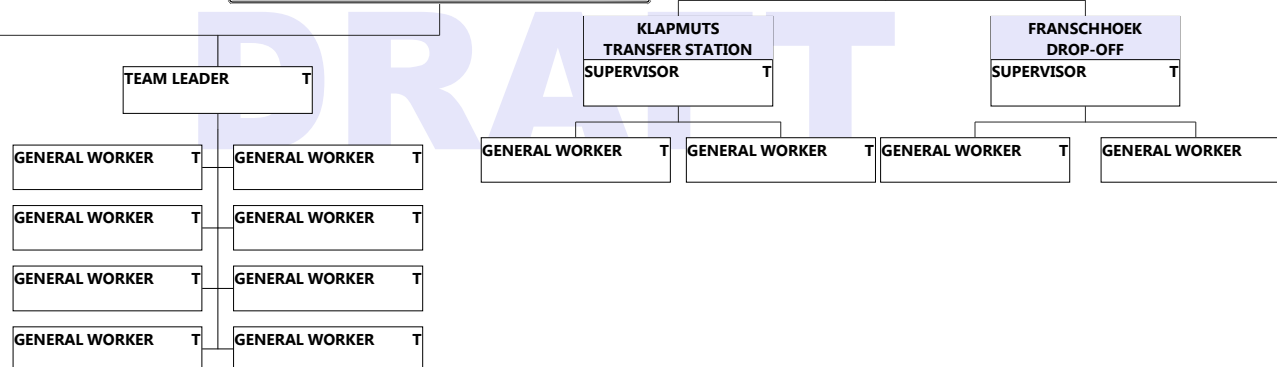 DRAFT
KLAPMUTS
TRANSFER STATION
SUPERVISOR T
FRANSCHHOEK
DROP-OFF
SUPERVISOR T
TEAM LEADER T
GENERAL WORKER T
GENERAL WORKER T
GENERAL WORKER T
GENERAL WORKER
GENERAL WORKER T
GENERAL WORKER T
GENERAL WORKER T
GENERAL WORKER T
GENERAL WORKER T
GENERAL WORKER T
GENERAL WORKER T
GENERAL WORKER T